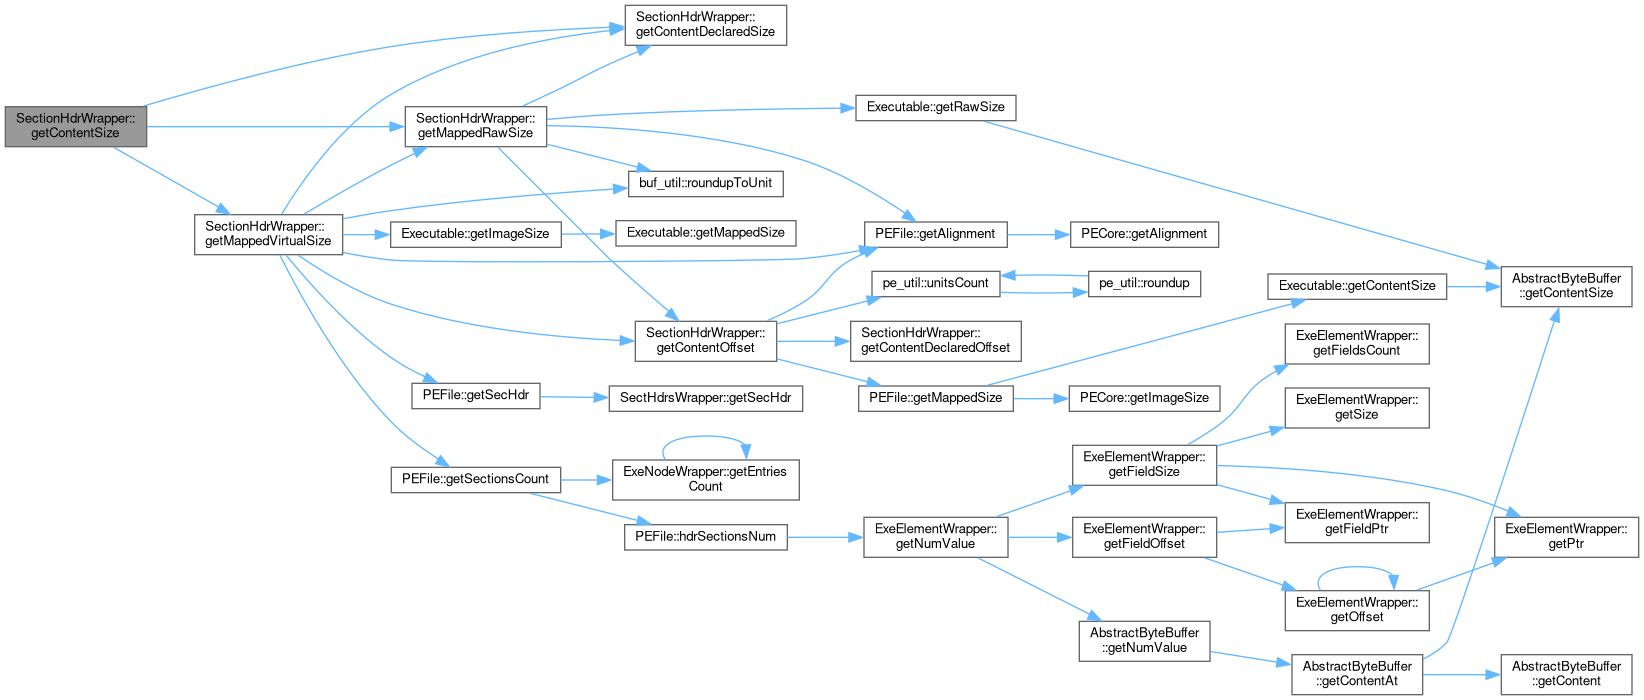 SectionHdrWrapper::
getContentSize
SectionHdrWrapper::
getContentDeclaredSize
SectionHdrWrapper::
getMappedRawSize
Executable::getRawSize
buf_util::roundupToUnit
SectionHdrWrapper::
getMappedVirtualSize
Executable::getImageSize
Executable::getMappedSize
PEFile::getAlignment
PECore::getAlignment
pe_util::unitsCount
pe_util::roundup
Executable::getContentSize
AbstractByteBuffer
::getContentSize
SectionHdrWrapper::
getContentOffset
SectionHdrWrapper::
getContentDeclaredOffset
ExeElementWrapper::
getFieldsCount
PEFile::getSecHdr
SectHdrsWrapper::getSecHdr
PEFile::getMappedSize
PECore::getImageSize
ExeElementWrapper::
getSize
PEFile::getSectionsCount
ExeNodeWrapper::getEntries
Count
ExeElementWrapper::
getFieldSize
PEFile::hdrSectionsNum
ExeElementWrapper::
getNumValue
ExeElementWrapper::
getFieldOffset
ExeElementWrapper::
getFieldPtr
ExeElementWrapper::
getPtr
ExeElementWrapper::
getOffset
AbstractByteBuffer
::getNumValue
AbstractByteBuffer
::getContentAt
AbstractByteBuffer
::getContent